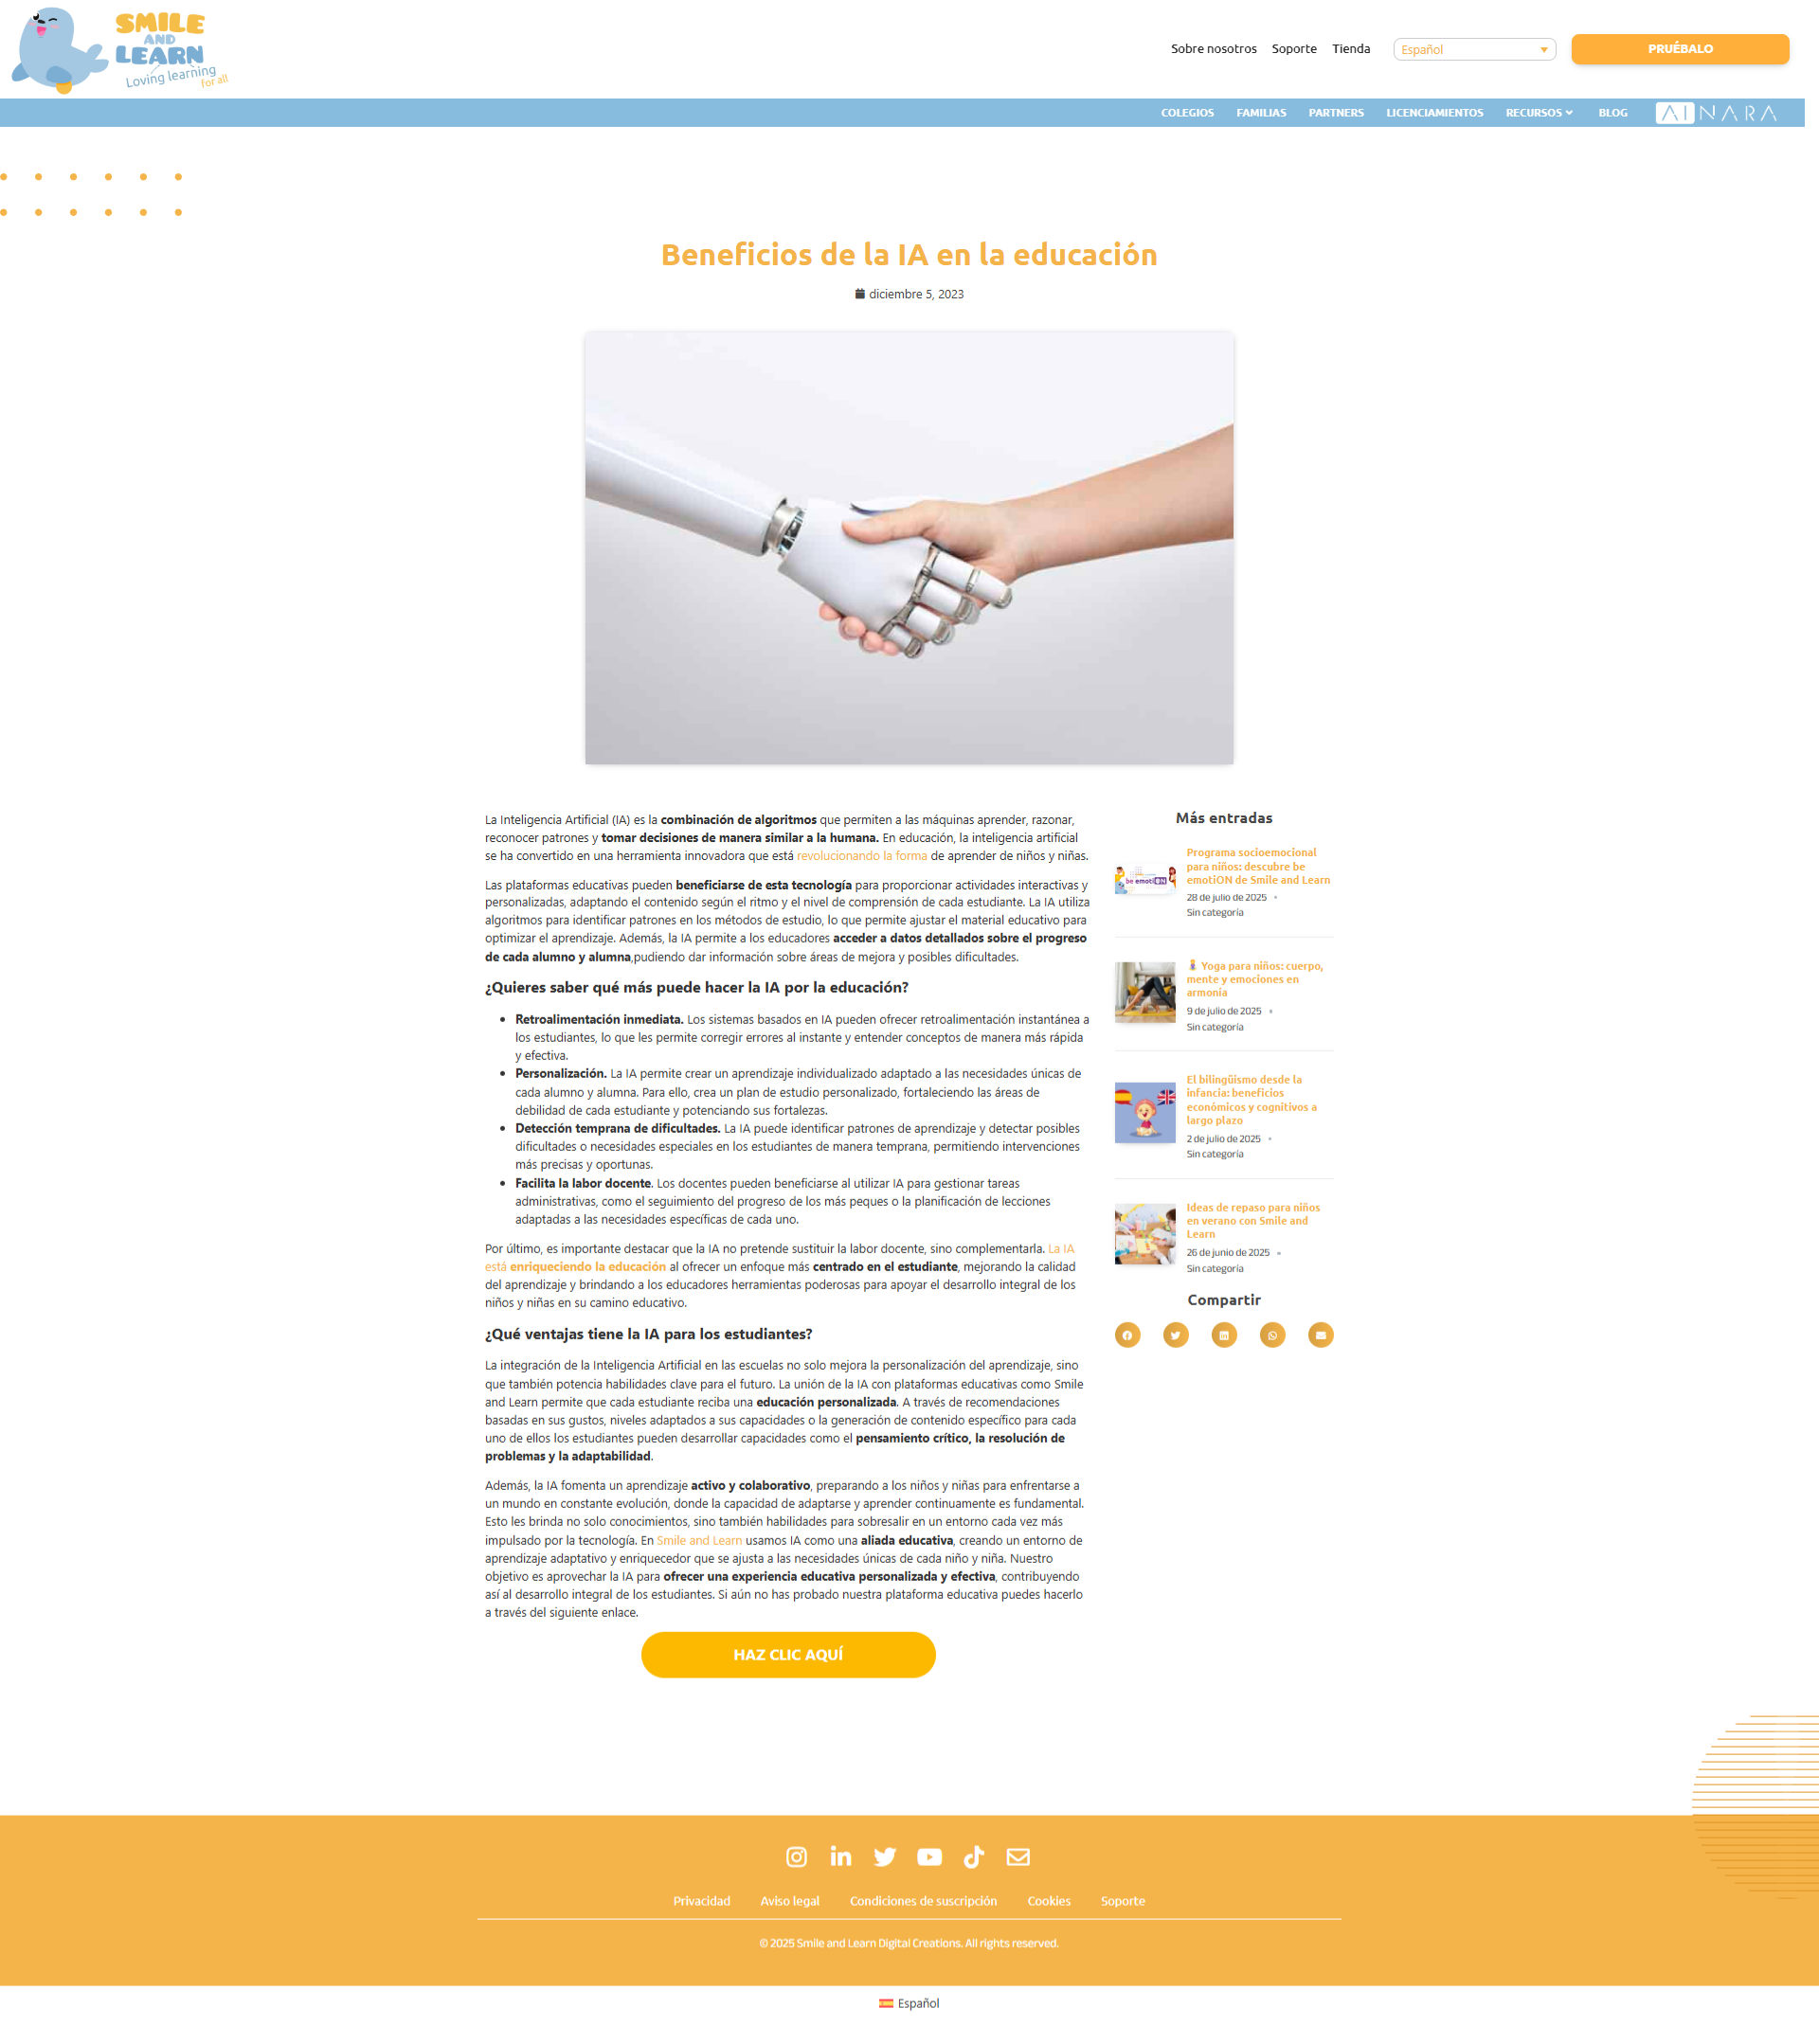 SMILE
AND
LEARN
Loving learning
for all
Sobre nosotros Soporte Tienda Español PRUÉBALO
COLEGIOS FAMILIAS PARTNERS LICENCIAMIENTOS RECURSOS BLOG AINARA
Beneficios de la IA en la educación
diciembre 5, 2023
La Inteligencia Artificial (IA) es la combinación de algoritmos que permiten a las máquinas aprender, razonar,
reconocer patrones y tomar decisiones de manera similar a la humana. En educación, la inteligencia artificial
se ha convertido en una herramienta innovadora que está revolucionando la forma de aprender de niños y niñas.
Las plataformas educativas pueden beneficiarse de esta tecnología para proporcionar actividades interactivas y
personalizadas, adaptando el contenido según el ritmo y el nivel de comprensión de cada estudiante. La IA utiliza
algoritmos para identificar patrones en los métodos de estudio, lo que permite ajustar el material educativo para
optimizar el aprendizaje. Además, la IA permite a los educadores acceder a datos detallados sobre el progreso
de cada alumno y alumna,pudiendo dar información sobre áreas de mejora y posibles dificultades.
¿Quieres saber qué más puede hacer la IA por la educación?
• Retroalimentación inmediata. Los sistemas basados en IA pueden ofrecer retroalimentación instantánea a
los estudiantes, lo que les permite corregir errores al instante y entender conceptos de manera más rápida
y efectiva.
• Personalización. La IA permite crear un aprendizaje individualizado adaptado a las necesidades únicas de
cada alumno y alumna. Para ello, crea un plan de estudio personalizado, fortaleciendo las áreas de
debilidad de cada estudiante y potenciando sus fortalezas.
• Detección temprana de dificultades. La IA puede identificar patrones de aprendizaje y detectar posibles
dificultades o necesidades especiales en los estudiantes de manera temprana, permitiendo intervenciones
más precisas y oportunas.
• Facilita la labor docente. Los docentes pueden beneficiarse al utilizar IA para gestionar tareas
administrativas, como el seguimiento del progreso de los más peques o la planificación de lecciones
adaptadas a las necesidades específicas de cada uno.
Por último, es importante destacar que la IA no pretende sustituir la labor docente, sino complementarla. La IA
está enriqueciendo la educación al ofrecer un enfoque más centrado en el estudiante, mejorando la calidad
del aprendizaje y brindando a los educadores herramientas poderosas para apoyar el desarrollo integral de los
niños y niñas en su camino educativo.
¿Qué ventajas tiene la IA para los estudiantes?
La integración de la Inteligencia Artificial en las escuelas no solo mejora la personalización del aprendizaje, sino
que también potencia habilidades clave para el futuro. La unión de la IA con plataformas educativas como Smile
and Learn permite que cada estudiante reciba una educación personalizada. A través de recomendaciones
basadas en sus gustos, niveles adaptados a sus capacidades o la generación de contenido específico para cada
uno de ellos los estudiantes pueden desarrollar capacidades como el pensamiento crítico, la resolución de
problemas y la adaptabilidad.
Además, la IA fomenta un aprendizaje activo y colaborativo, preparando a los niños y niñas para enfrentarse a
un mundo en constante evolución, donde la capacidad de adaptarse y aprender continuamente es fundamental.
Esto les brinda no solo conocimientos, sino también habilidades para sobresalir en un entorno cada vez más
impulsado por la tecnología. En Smile and Learn usamos IA como una aliada educativa, creando un entorno de
aprendizaje adaptativo y enriquecedor que se ajusta a las necesidades únicas de cada niño y niña. Nuestro
objetivo es aprovechar la IA para ofrecer una experiencia educativa personalizada y efectiva, contribuyendo
así al desarrollo integral de los estudiantes. Si aún no has probado nuestra plataforma educativa puedes hacerlo
a través del siguiente enlace.
HAZ CLIC AQUÍ
Más entradas
be emotiON
Programa socioemocional
para niños: descubre be
emotiON de Smile and Learn
28 de julio de 2025
Sin categoría
Yoga para niños: cuerpo,
mente y emociones en
armonía
9 de julio de 2025
Sin categoría
El bilingüismo desde la
infancia: beneficios
económicos y cognitivos a
largo plazo
2 de julio de 2025
Sin categoría
Ideas de repaso para niños
en verano con Smile and
Learn
26 de junio de 2025
Sin categoría
Compartir
Privacidad Aviso legal Condiciones de suscripción Cookies Soporte
© 2025 Smile and Learn Digital Creations. All rights reserved.
Español